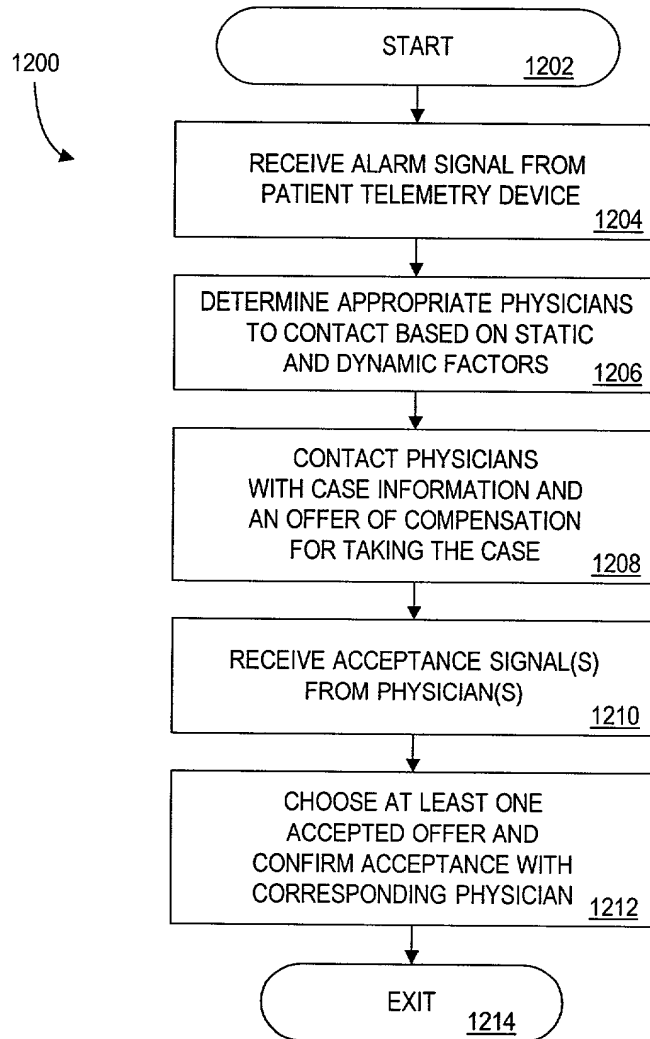 START
1202
1200
RECEIVE ALARM SIGNAL FROM
PATIENT TELEMETRY DEVICE
1204
DETERMINE APPROPRIATE PHYSICIANS
TO CONTACT BASED ON STATIC
AND DYNAMIC FACTORS
1206
CONTACT PHYSICIANS
WITH CASE INFORMATION AND
AN OFFER OF COMPENSATION
FOR TAKING THE CASE
1208
RECEIVE ACCEPTANCE SIGNAL(S)
FROM PHYSICIAN(S)
1210
CHOOSE AT LEAST ONE
ACCEPTED OFFER AND
CONFIRM ACCEPTANCE WITH
CORRESPONDING PHYSICIAN
1212
EXIT
1214